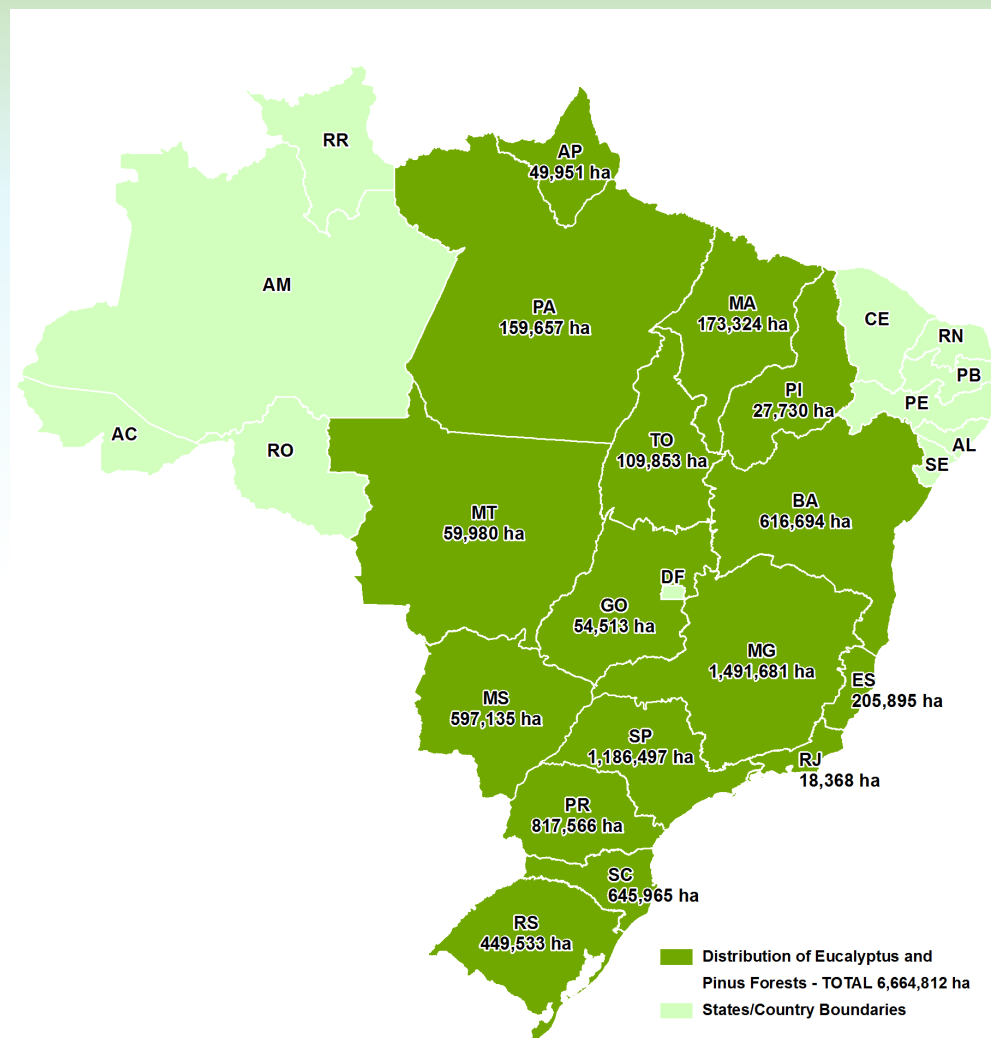 RR
AP
49,951 ha
AM
PA
159,657 ha
MA
173,324 ha
CE
RN
PB
PE
PI
27,730 ha
AC
RO
TO
109,853 ha
AL
SE
BA
616,694 ha
MT
59,980 ha
DF
GO
54,513 ha
MG
1,491,681 ha
ES
205,895 ha
MS
597,135 ha
SP
1,186,497 ha
RJ
18,368 ha
PR
817,566 ha
SC
645,965 ha
RS
449,533 ha
Distribution of Eucalyptus and
Pinus Forests - TOTAL 6,664,812 ha
States/Country Boundaries